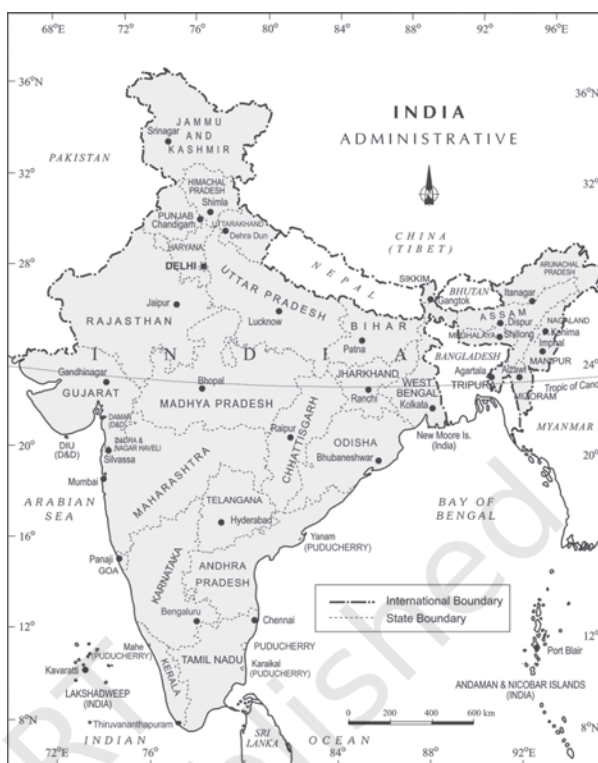 68°E
72°
76°
80°
84°
88°
92°
96°E
36°N
36°N
INDIA
ADMINISTRATIVE
N
JAMMU
AND
KASHMIR
Srinagar
PAKISTAN
32°
32°
HIMACHAL
PRADESH
Shimla
PUNJAB
Chandigarh
UTTARAKHAND
Dehra Dun
CHINA
(TIBET)
HARYANA
28°
28°
DELHI
NEPAL
SIKKIM
Gangtok
BHUTAN
ARUNACHAL
PRADESH
Itanagar
UTTAR PRADESH
Jaipur
RAJASTHAN
Lucknow
BIHAR
Patna
ASSAM
Dispur
NAGALAND
Kohima
MEGHALAYA
Shillong
Imphal
MANIPUR
INDIA
BANGLADESH
24°
24°
Gandhinagar
GUJARAT
Bhopal
MADHYA PRADESH
JHARKHAND
Ranchi
WEST
BENGAL
Kolkata
Agartala
TRIPURA
Aizawl
MIZORAM
Tropic of Canc
MYANMAR
DAMAN
(D&D)
DIU
(D&D)
DADRA &
NAGAR HAVELI
Silvassa
Raipur
CHHATTISGARH
ODISHA
Bhubaneshwar
New Moore Is.
(India)
20°
20°
Mumbai
MAHARASHTRA
ARABIAN
SEA
BAY OF
BENGAL
TELANGANA
Hyderabad
16°
16°
Yanam
(PUDUCHERRY)
Panaji
GOA
KARNATAKA
ANDHRA
PRADESH
International Boundary
State Boundary
Bengaluru
Chennai
12°
12°
Mahe
(PUDUCHERRY)
PUDUCHERRY
TAMIL NADU
Karaikal
(PUDUCHERRY)
KERALA
Kavaratti
LAKSHADWEEP
(INDIA)
Port Blair
ANDAMAN & NICOBAR ISLANDS
(INDIA)
8°N
8°N
Thiruvananthapuram
0 200 400 600 km
SRI
LANKA
INDIAN OCEAN
72°E
76°
80°
84°
88°
92°E